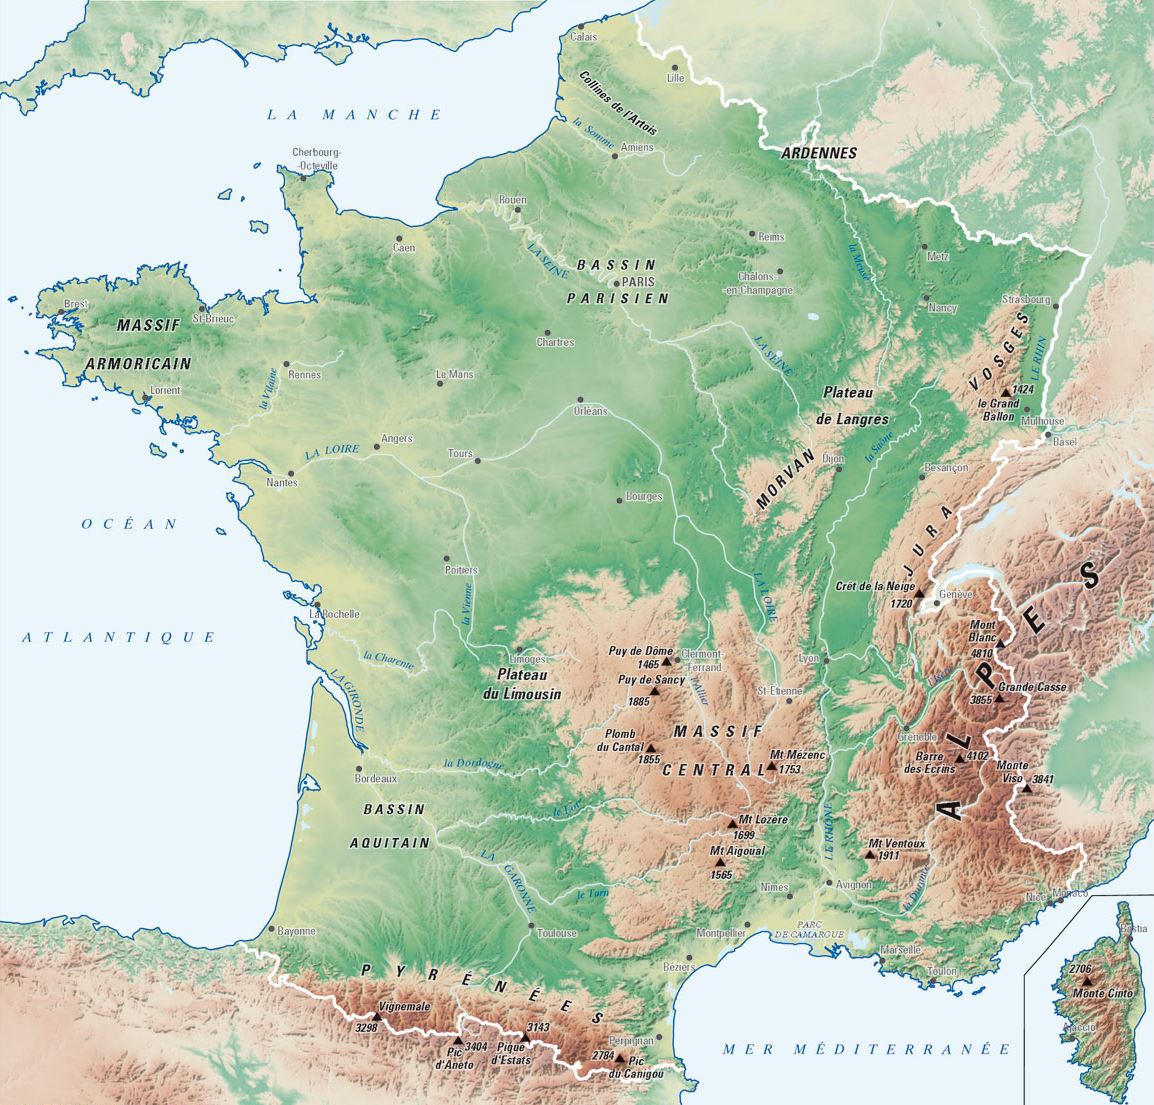 Calais
Lille
Collines de l'Artois
LA MANCHE
la Somme
Amiens
ARDENNES
Cherbourg-
-Octeville
Rouen
Caen
LA SEINE
BASSIN
PARIS
PARISIEN
Reims
Châlons-
-en-Champagne
la Meuse
Metz
Nancy
Strasbourg
Brest
St-Brieuc
MASSIF
ARMORICAIN
Lorient
Rennes
la Vilaine
Chartres
Le Mans
LA SEINE
VOSGES
LE RHIN
1424
le Grand
Ballon
Mulhouse
Basel
Plateau
de Langres
Orléans
Angers
LA LOIRE
Tours
Nantes
Bourges
MORVAN
Dijon
la Saône
Besançon
JURA
OCÉAN
ATLANTIQUE
Poitiers
la Vienne
LA LOIRE
Crêt de la Neige
1720
Genève
ALPES
La Rochelle
la Charente
Limoges
Plateau
du Limousin
Puy de Dôme
1465
Clermont-
-Ferrand
Puy de Sancy
1885
l'Allier
Lyon
St-Etienne
Mont
Blanc
4810
Grande Casse
3855
LA GIRONDE
Bordeaux
la Dordogne
Plomb
du Cantal
1855
MASSIF
CENTRAL
Mt Mézenc
1753
Grenoble
Barre
des Ecrins
4102
Monte
Viso
3841
BASSIN
AQUITAIN
le Lot
Mt Lozère
1699
Mt Aigoual
1565
LE RHÔNE
Mt Ventoux
1911
LA GARONNE
le Tarn
Nîmes
Avignon
la Durance
Nice
Monaco
Bayonne
Toulouse
Montpellier
PARC
DE CAMARGUE
Marseille
Toulon
Béziers
PYRÉNÉES
Vignemale
3298
3404
Pic
d'Aneto
3143
Pique
d'Estats
Perpignan
2784
Pic
du Canigou
MER MÉDITERRANÉE
Bastia
2706
Monte Cinto
Ajaccio